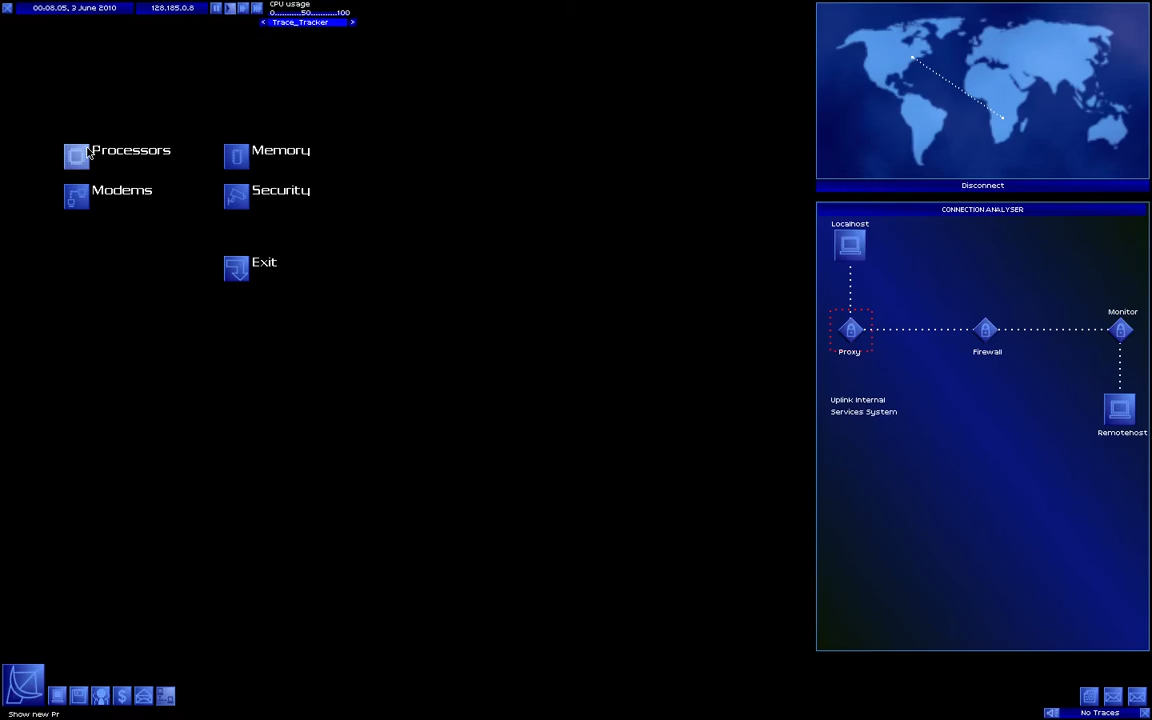 00:08.05, 3 June 2010
128.185.0.8
CPU usage
0..........50..........100
< Trace_Tracker >
Processors
Memory
Modems
Security
Exit
Disconnect
CONNECTION ANALYSER
Localhost
Monitor
Proxy
Firewall
Uplink Internal
Services System
Remotehost
$
Show new Pr
No Traces